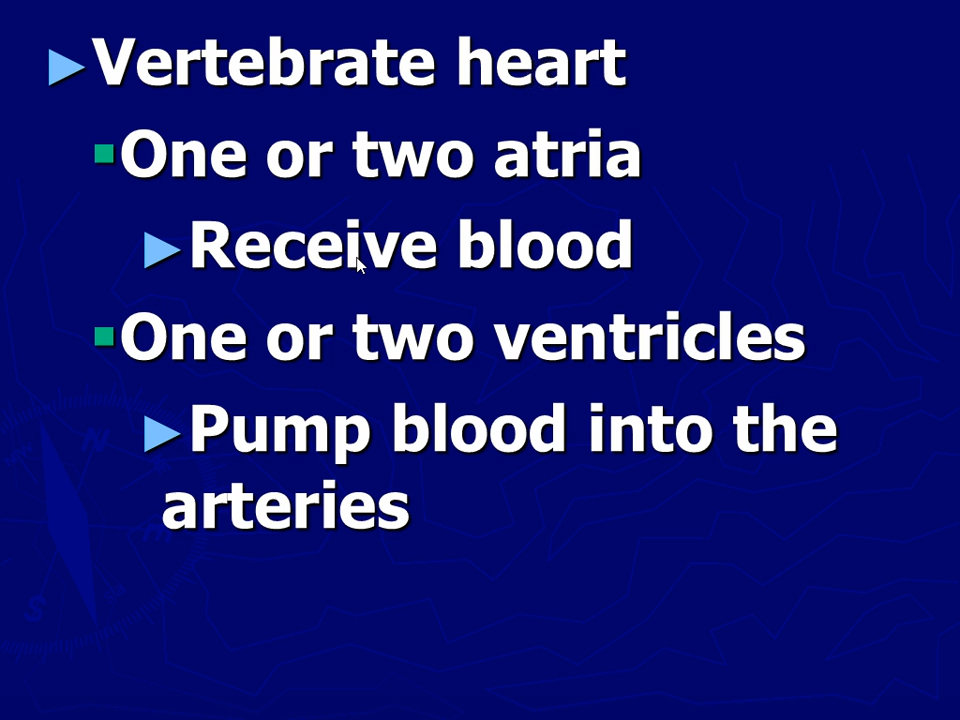 ►Vertebrate heart
▪One or two atria
►Receive blood
▪One or two ventricles
►Pump blood into the
arteries
N
E
S